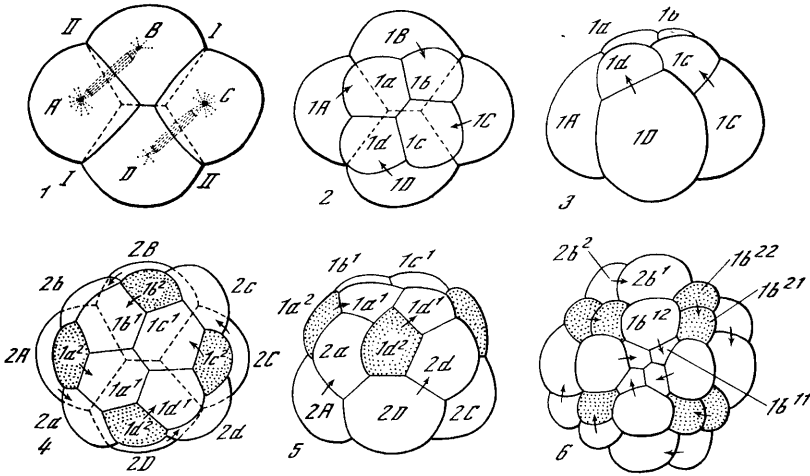 II B I
A C
I D II
1
1B
1a 1b
1A 1C
1d 1c
1D
2
1a 1b
1d 1c
1A 1D 1C
3
2B
2b 1b² 2c
1b¹ 1c¹
2A 1a² 1c² 2C
1a¹ 1d¹
2a 1d² 2d
4 2D
1b¹ 1c¹
1a² 1a¹ 1d¹
2a 1d² 2d
2A 2D 2C
5
2b² 2b¹ 1b²²
1b²¹
1b¹²
1b¹¹
6